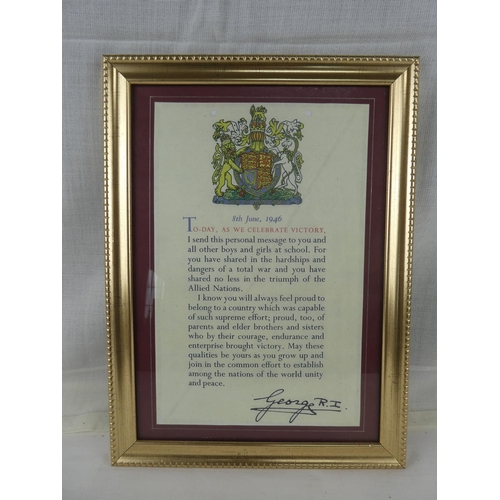 8th June, 1946
TO-DAY, AS WE CELEBRATE VICTORY,
I send this personal message to you and
all other boys and girls at school. For
you have shared in the hardships and
dangers of a total war and you have
shared no less in the triumph of the
Allied Nations.
I know you will always feel proud to
belong to a country which was capable
of such supreme effort; proud, too, of
parents and elder brothers and sisters
who by their courage, endurance and
enterprise brought victory. May these
qualities be yours as you grow up and
join in the common effort to establish
among the nations of the world unity
and peace.
George R.I.